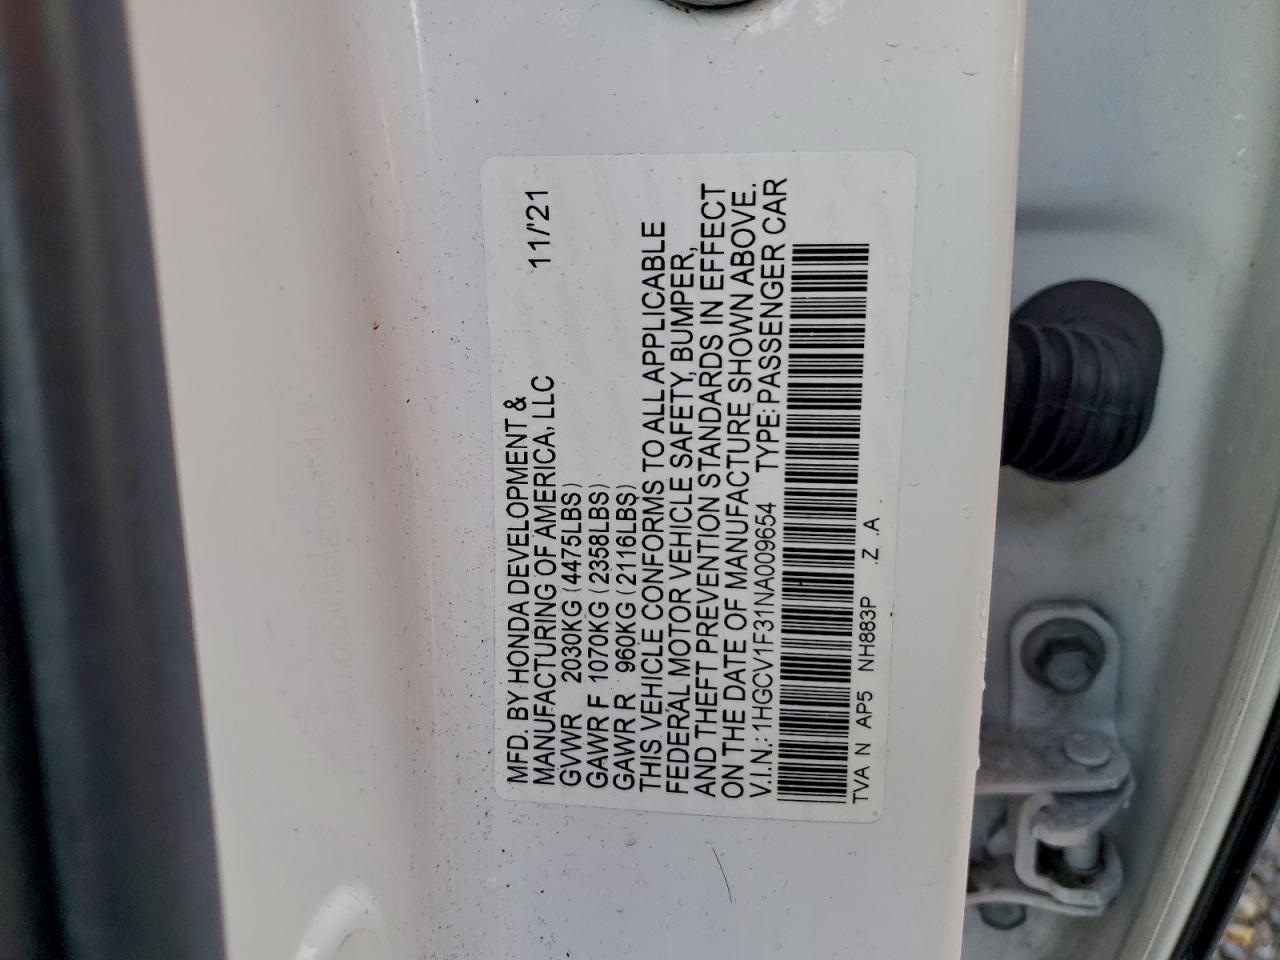 MFD. BY HONDA DEVELOPMENT &
MANUFACTURING OF AMERICA, LLC 11/'21
GVWR 2030KG (4475LBS)
GAWR F 1070KG (2358LBS)
GAWR R 960KG (2116LBS)
THIS VEHICLE CONFORMS TO ALL APPLICABLE
FEDERAL MOTOR VEHICLE SAFETY, BUMPER,
AND THEFT PREVENTION STANDARDS IN EFFECT
ON THE DATE OF MANUFACTURE SHOWN ABOVE.
V.I.N.: 1HGCV1F31NA009654 TYPE: PASSENGER CAR
TVA N AP5 NH883P .Z .A